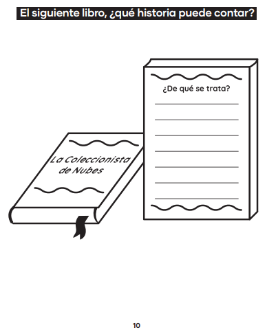 El siguiente libro, ¿qué historia puede contar?
¿De qué se trata?
La Coleccionista
de Nubes
10